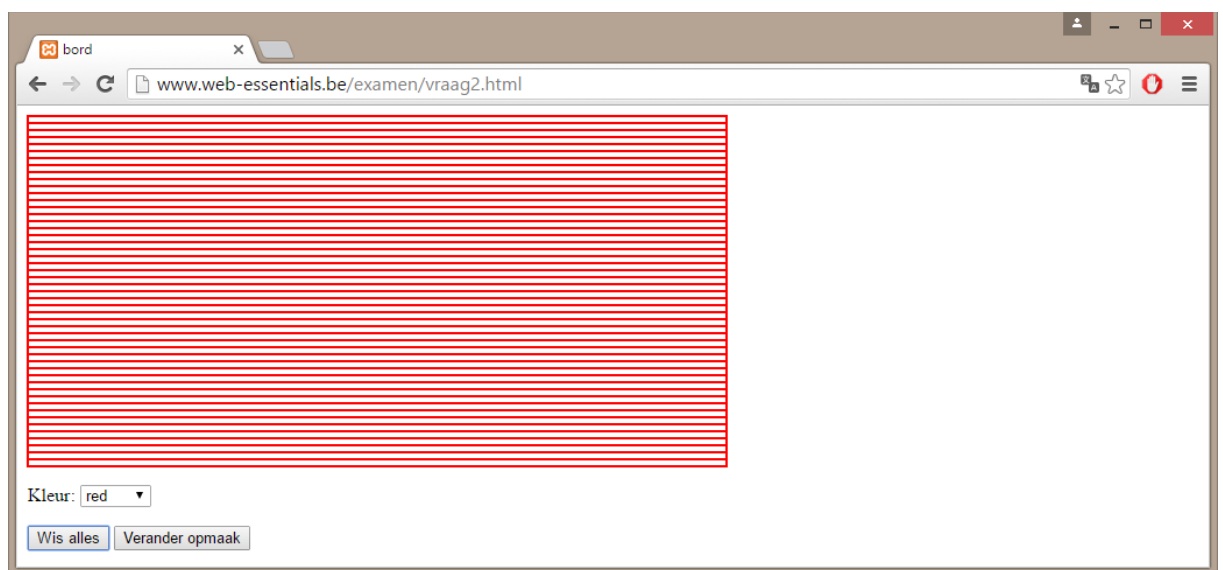 bord
www.web-essentials.be/examen/vraag2.html
Kleur: red
Wis alles Verander opmaak